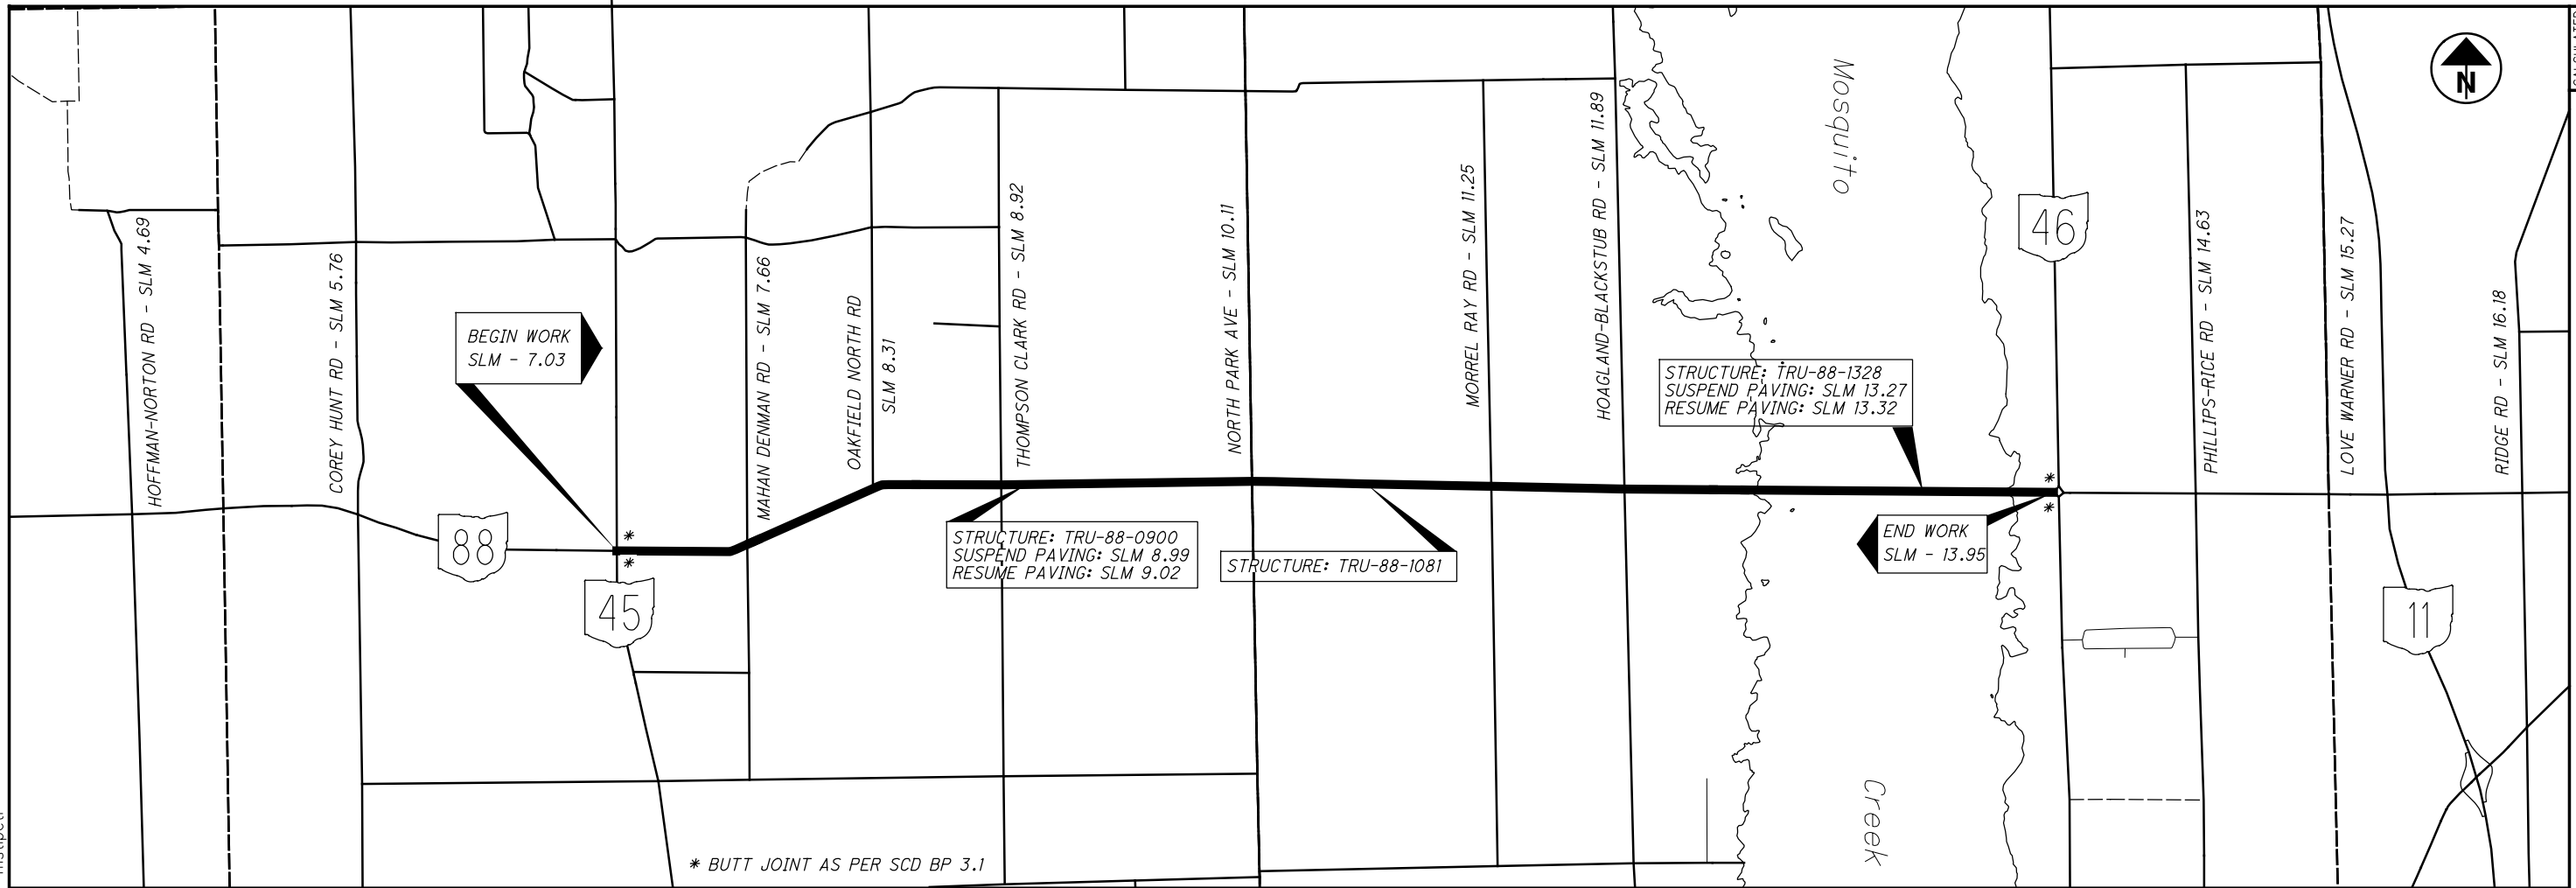 N
Mosquito
HOFFMAN-NORTON RD - SLM 4.69
COREY HUNT RD - SLM 5.76
BEGIN WORK
SLM - 7.03
MAHAN DENMAN RD - SLM 7.66
OAKFIELD NORTH RD
SLM 8.31
THOMPSON CLARK RD - SLM 8.92
NORTH PARK AVE - SLM 10.11
MORREL RAY RD - SLM 11.25
HOAGLAND-BLACKSTUB RD - SLM 11.89
46
PHILLIPS-RICE RD - SLM 14.63
LOVE WARNER RD - SLM 15.27
RIDGE RD - SLM 16.18
STRUCTURE: TRU-88-1328
SUSPEND PAVING: SLM 13.27
RESUME PAVING: SLM 13.32
*
*
*
*
88
45
STRUCTURE: TRU-88-0900
SUSPEND PAVING: SLM 8.99
RESUME PAVING: SLM 9.02
STRUCTURE: TRU-88-1081
END WORK
SLM - 13.95
11
Creek
* BUTT JOINT AS PER SCD BP 3.1